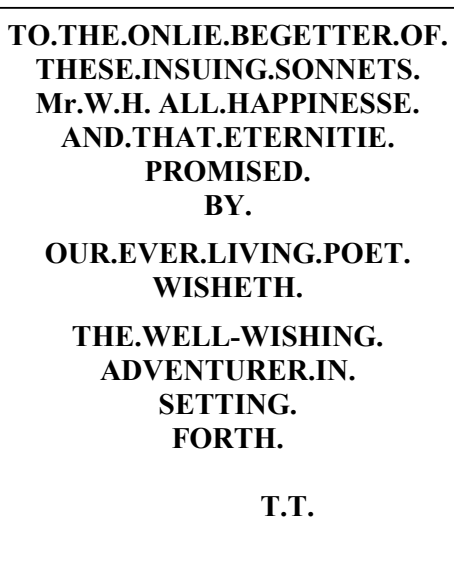 TO.THE.ONLIE.BEGETTER.OF.
THESE.INSUING.SONNETS.
Mr.W.H. ALL.HAPPINESSE.
AND.THAT.ETERNITIE.
PROMISED.
BY.
OUR.EVER.LIVING.POET.
WISHETH.
THE.WELL-WISHING.
ADVENTURER.IN.
SETTING.
FORTH.
T.T.